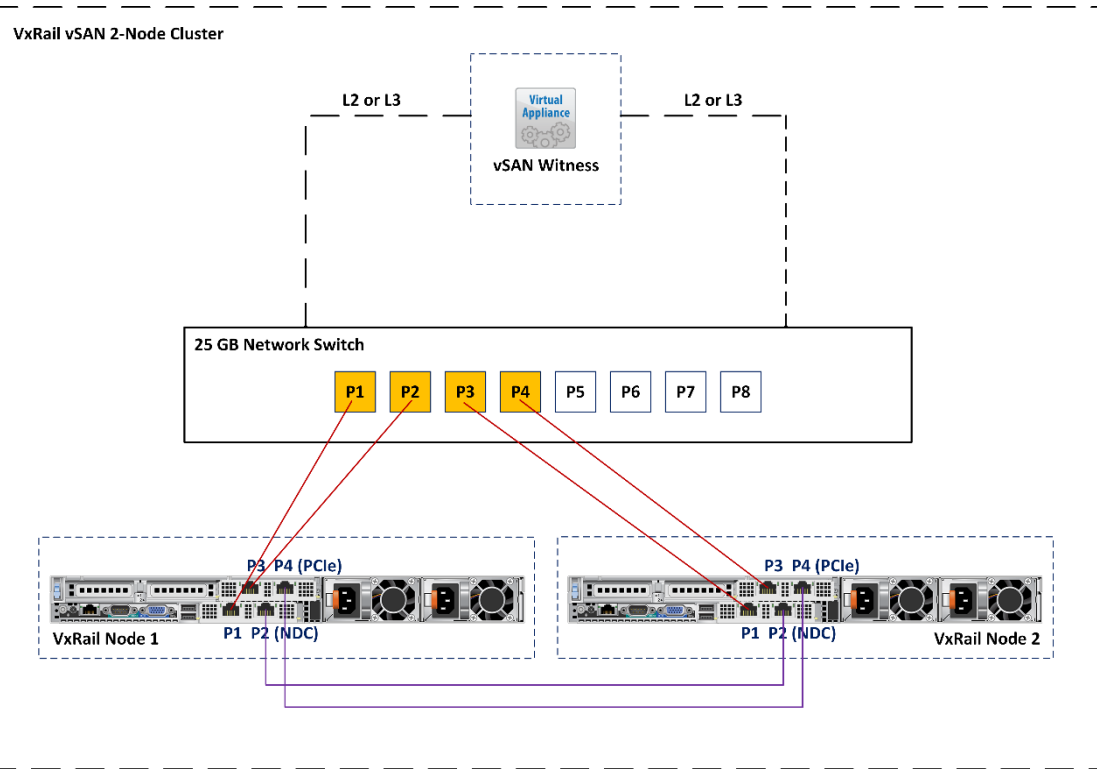 VxRail vSAN 2-Node Cluster
L2 or L3
Virtual
Appliance
L2 or L3
vSAN Witness
25 GB Network Switch
P1 P2 P3 P4 P5 P6 P7 P8
P3 P4 (PCIe)
P1 P2 (NDC)
VxRail Node 1
P3 P4 (PCIe)
P1 P2 (NDC)
VxRail Node 2